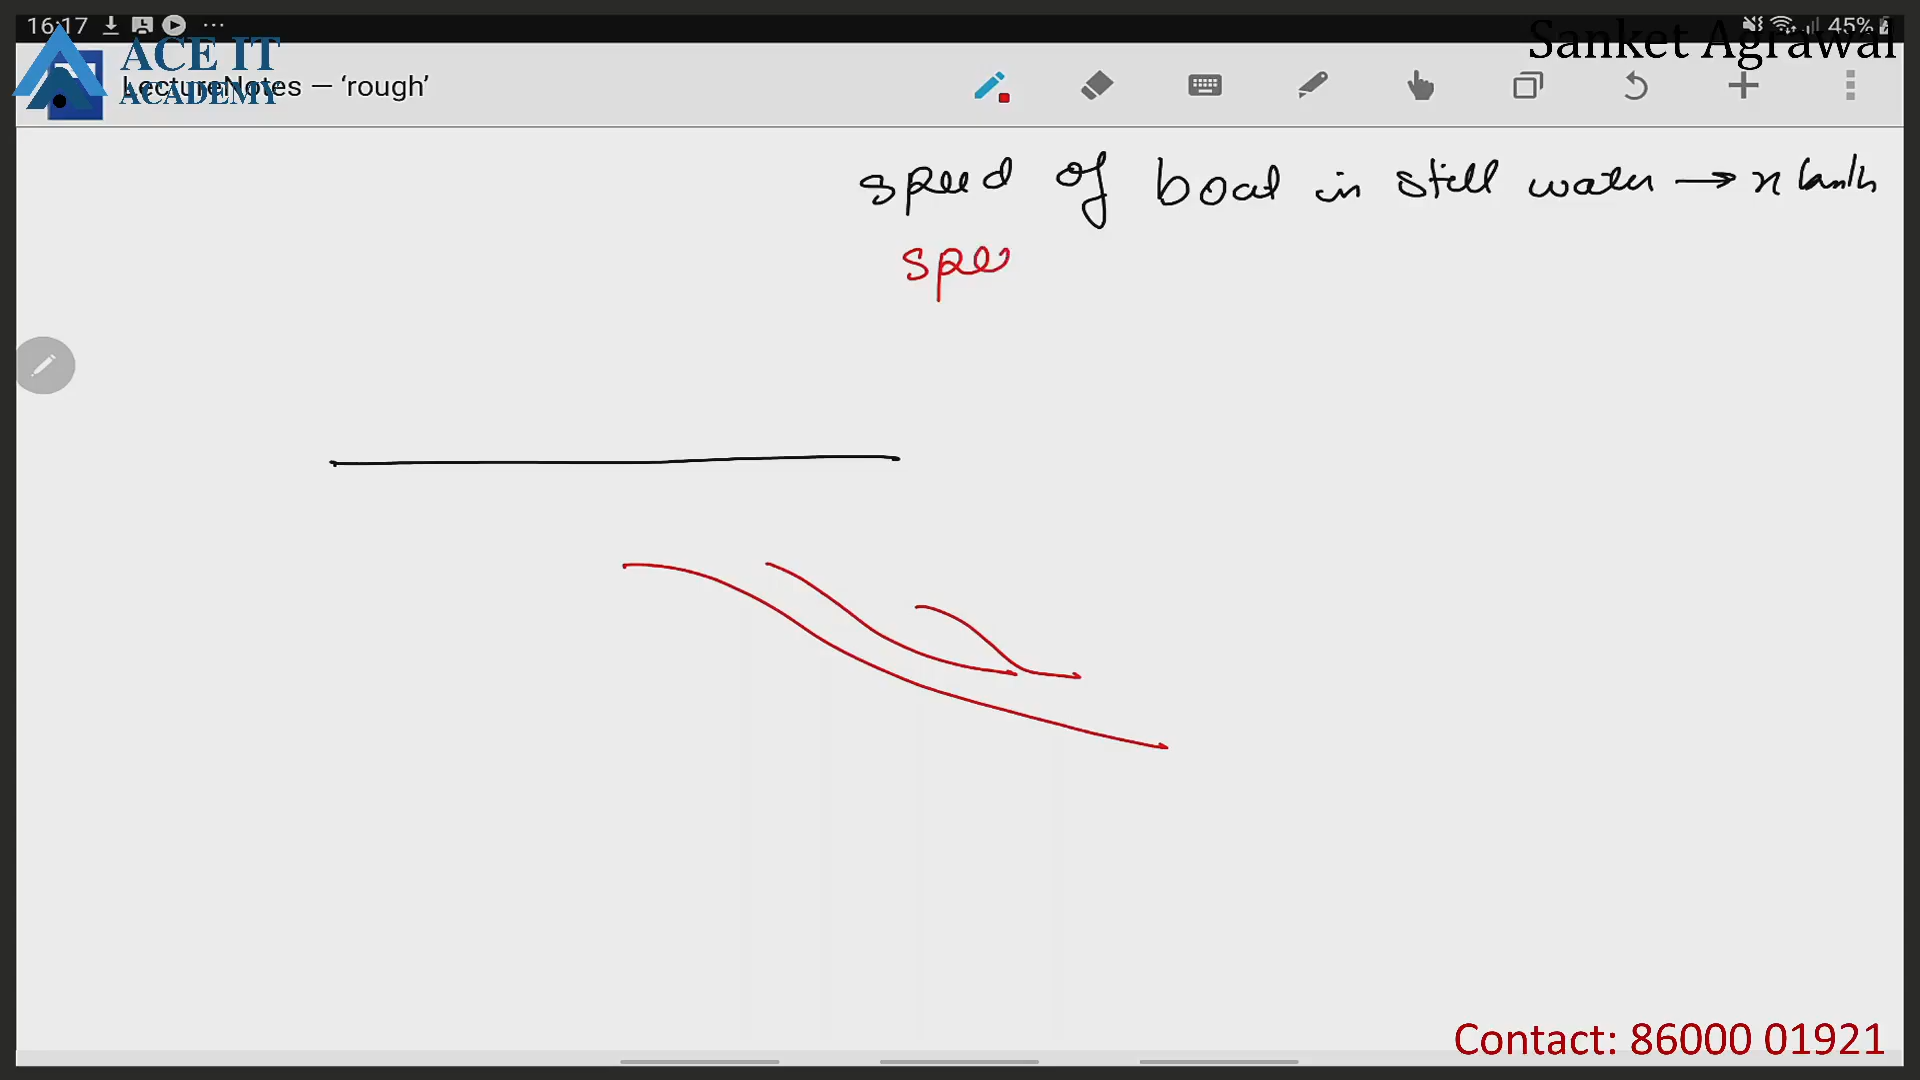 16:17
45%
Sanket Agrawal
ACE IT
ACADEMY
LectureNotes — ‘rough’
speed of boat in still water → x km/h
spee
Contact: 86000 01921